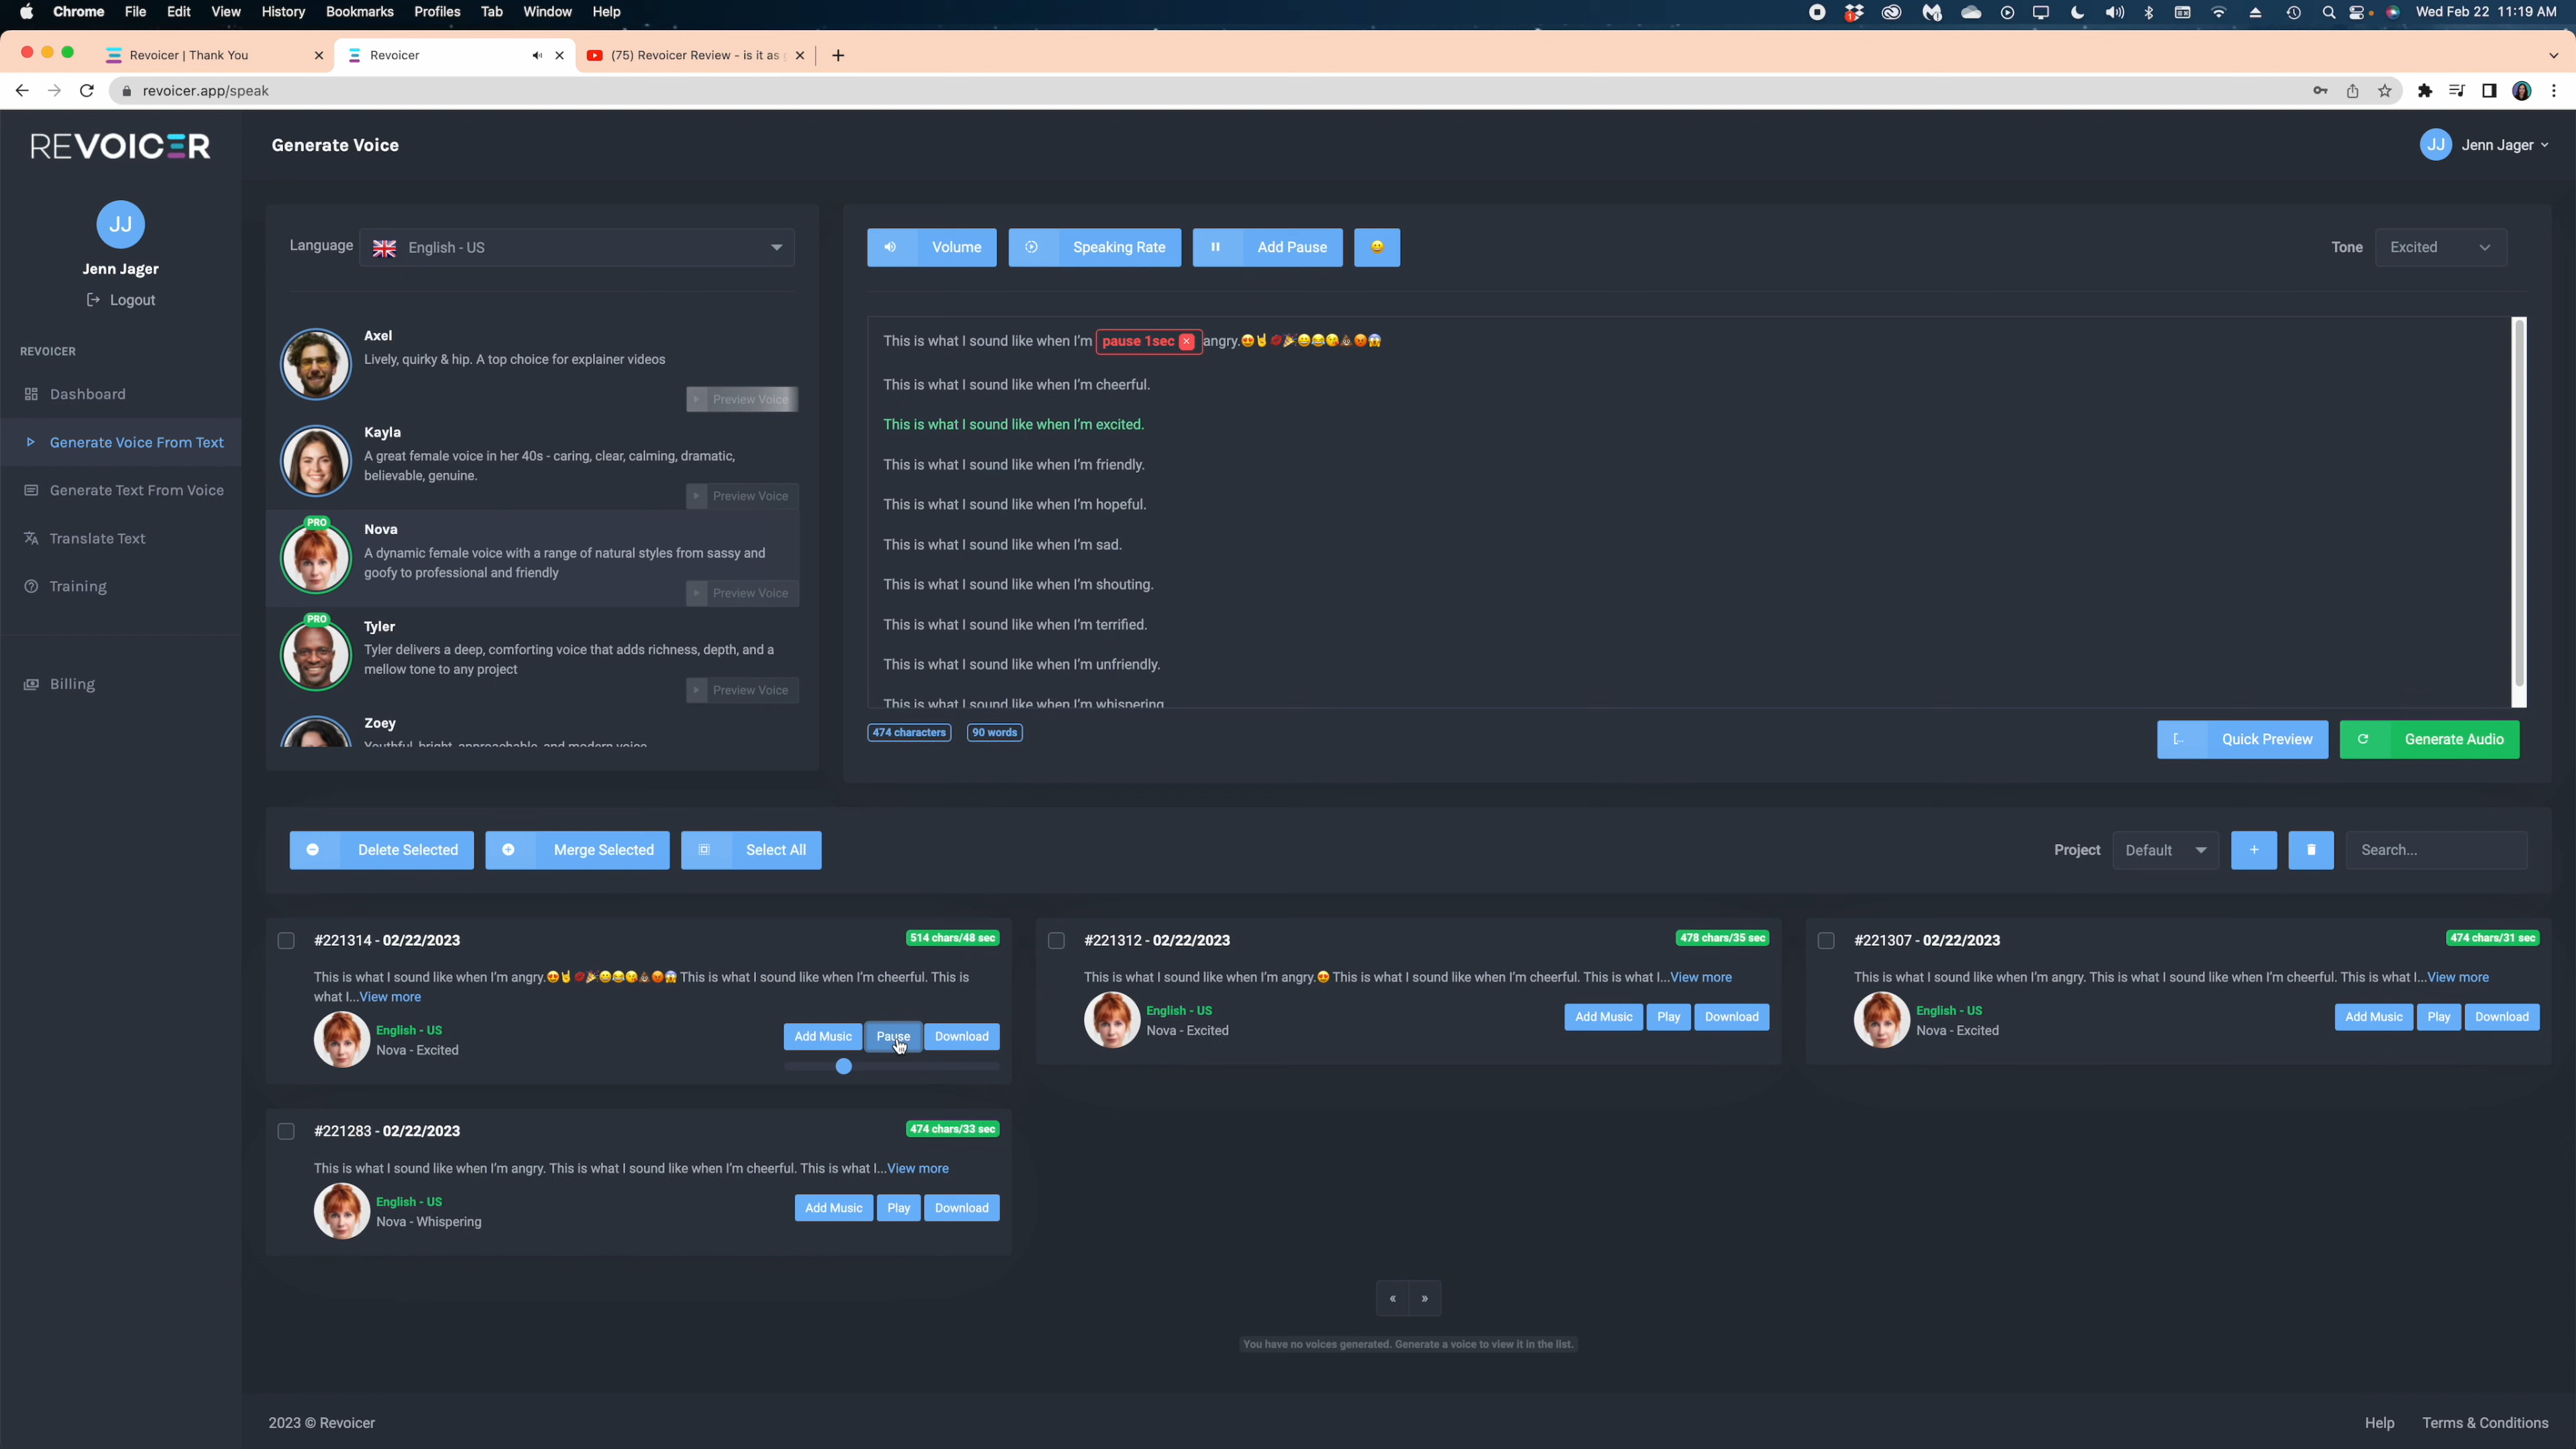 Chrome File Edit View History Bookmarks Profiles Tab Window Help
Wed Feb 22 11:19 AM
Revoicer | Thank You
Revoicer
(75) Revoicer Review - is it as
revoicer.app/speak
REVOICER
Generate Voice
JJ Jenn Jager
JJ
Jenn Jager
Logout
REVOICER
Dashboard
Generate Voice From Text
Generate Text From Voice
Translate Text
Training
Billing
Language English - US
Axel
Lively, quirky & hip. A top choice for explainer videos
Preview Voice
Kayla
A great female voice in her 40s - caring, clear, calming, dramatic,
believable, genuine.
Preview Voice
PRO
Nova
A dynamic female voice with a range of natural styles from sassy and
goofy to professional and friendly
Preview Voice
PRO
Tyler
Tyler delivers a deep, comforting voice that adds richness, depth, and a
mellow tone to any project
Preview Voice
Zoey
Youthful, bright, approachable, and modern voice
Volume Speaking Rate Add Pause
Tone Excited
This is what I sound like when I'm pause 1sec angry.😍🤘💋🎉😄😂😘💩😡😱
This is what I sound like when I'm cheerful.
This is what I sound like when I'm excited.
This is what I sound like when I'm friendly.
This is what I sound like when I'm hopeful.
This is what I sound like when I'm sad.
This is what I sound like when I'm shouting.
This is what I sound like when I'm terrified.
This is what I sound like when I'm unfriendly.
This is what I sound like when I'm whispering
474 characters 90 words
Quick Preview Generate Audio
Delete Selected Merge Selected Select All
Project Default + Search...
#221314 - 02/22/2023 514 chars/48 sec
This is what I sound like when I'm angry.😍🤘💋🎉😄😂😘💩😡😱 This is what I sound like when I'm cheerful. This is
what I...View more
English - US
Nova - Excited
Add Music Pause Download
#221312 - 02/22/2023 478 chars/35 sec
This is what I sound like when I'm angry.😍 This is what I sound like when I'm cheerful. This is what I...View more
English - US
Nova - Excited
Add Music Play Download
#221307 - 02/22/2023 474 chars/31 sec
This is what I sound like when I'm angry. This is what I sound like when I'm cheerful. This is what I...View more
English - US
Nova - Excited
Add Music Play Download
#221283 - 02/22/2023 474 chars/33 sec
This is what I sound like when I'm angry. This is what I sound like when I'm cheerful. This is what I...View more
English - US
Nova - Whispering
Add Music Play Download
« »
You have no voices generated. Generate a voice to view it in the list.
2023 © Revoicer
Help Terms & Conditions